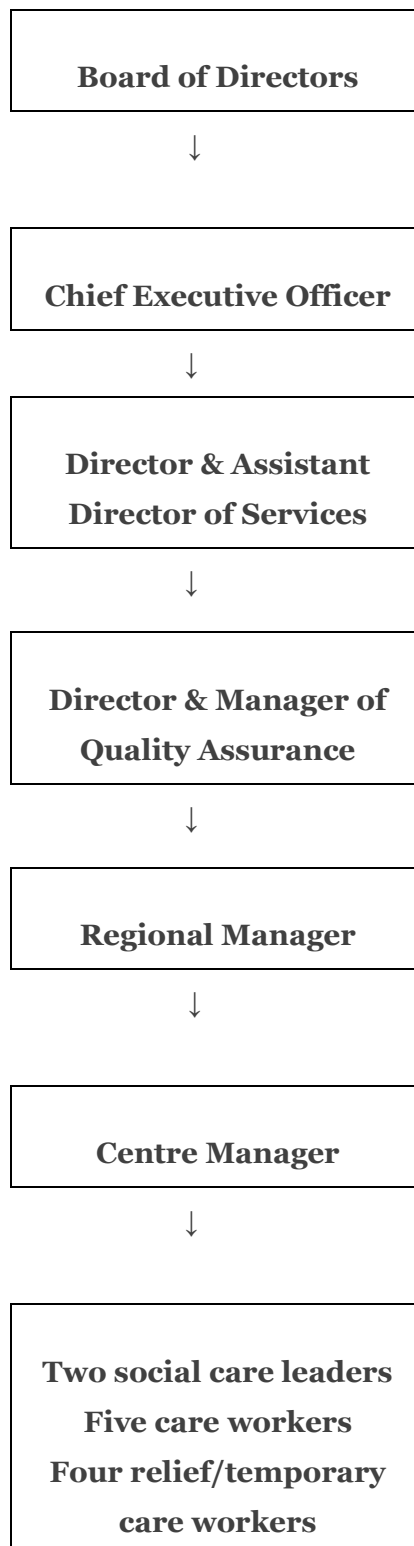 Board of Directors
↓
Chief Executive Officer
↓
Director & Assistant
Director of Services
↓
Director & Manager of
Quality Assurance
↓
Regional Manager
↓
Centre Manager
↓
Two social care leaders
Five care workers
Four relief/temporary
care workers